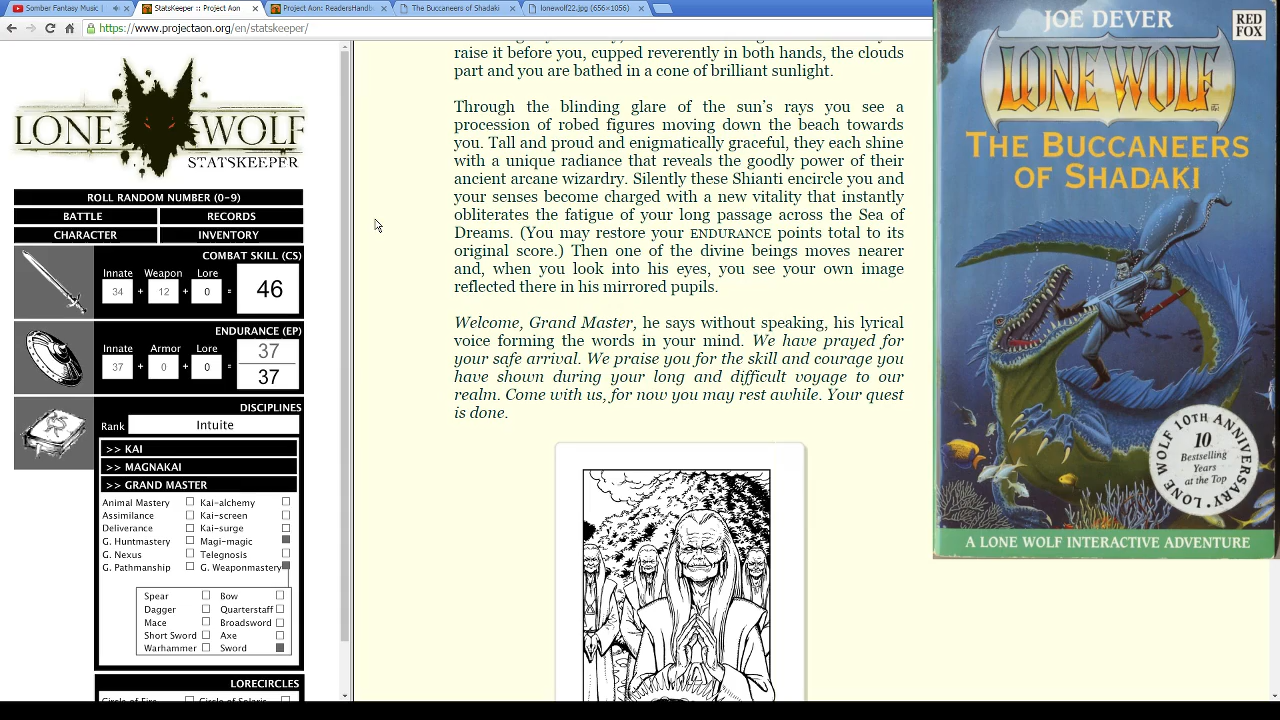 Somber Fantasy Music |
StatsKeeper :: Project Aon
Project Aon: ReadersHandb
The Buccaneers of Shadaki
lonewolf22.jpg (656×1056)
https://www.projectaon.org/en/statskeeper/
LONE WOLF
STATSKEEPER
ROLL RANDOM NUMBER (0-9)
BATTLE RECORDS
CHARACTER INVENTORY
COMBAT SKILL (CS)
Innate Weapon Lore
34 + 12 + 0 = 46
ENDURANCE (EP)
Innate Armor Lore 37
37 + 0 + 0 = 37
DISCIPLINES
Rank Intuite
>> KAI
>> MAGNAKAI
>> GRAND MASTER
Animal Mastery Kai-alchemy
Assimilance Kai-screen
Deliverance Kai-surge
G. Huntmastery Magi-magic
G. Nexus Telegnosis
G. Pathmanship G. Weaponmastery
Spear Bow
Dagger Quarterstaff
Mace Broadsword
Short Sword Axe
Warhammer Sword
LORECIRCLES
Circle of Fire Circle of Solaris
raise it before you, cupped reverently in both hands, the clouds
part and you are bathed in a cone of brilliant sunlight.
Through the blinding glare of the sun's rays you see a
procession of robed figures moving down the beach towards
you. Tall and proud and enigmatically graceful, they each shine
with a unique radiance that reveals the goodly power of their
ancient arcane wizardry. Silently these Shianti encircle you and
your senses become charged with a new vitality that instantly
obliterates the fatigue of your long passage across the Sea of
Dreams. (You may restore your ENDURANCE points total to its
original score.) Then one of the divine beings moves nearer
and, when you look into his eyes, you see your own image
reflected there in his mirrored pupils.
Welcome, Grand Master, he says without speaking, his lyrical
voice forming the words in your mind. We have prayed for
your safe arrival. We praise you for the skill and courage you
have shown during your long and difficult voyage to our
realm. Come with us, for now you may rest awhile. Your quest
is done.
JOE DEVER
RED
FOX
LONE WOLF
THE BUCCANEERS
OF SHADAKI
LONE WOLF 10TH ANNIVERSARY
10
Bestselling
Years
at the Top
A LONE WOLF INTERACTIVE ADVENTURE